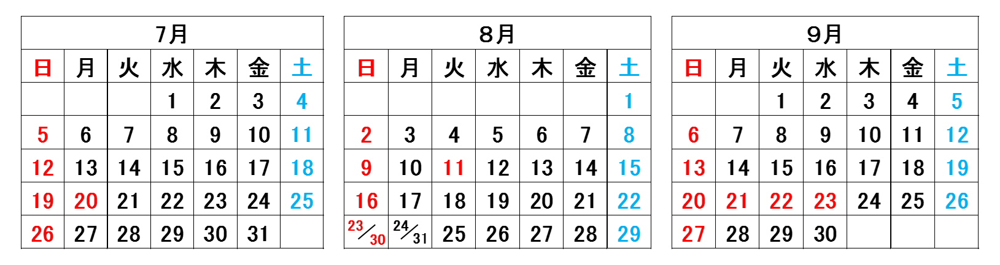 7月
日 月 火 水 木 金 土
1 2 3 4
5 6 7 8 9 10 11
12 13 14 15 16 17 18
19 20 21 22 23 24 25
26 27 28 29 30 31
8月
日 月 火 水 木 金 土
1
2 3 4 5 6 7 8
9 10 11 12 13 14 15
16 17 18 19 20 21 22
23/30 24/31 25 26 27 28 29
9月
日 月 火 水 木 金 土
1 2 3 4 5
6 7 8 9 10 11 12
13 14 15 16 17 18 19
20 21 22 23 24 25 26
27 28 29 30